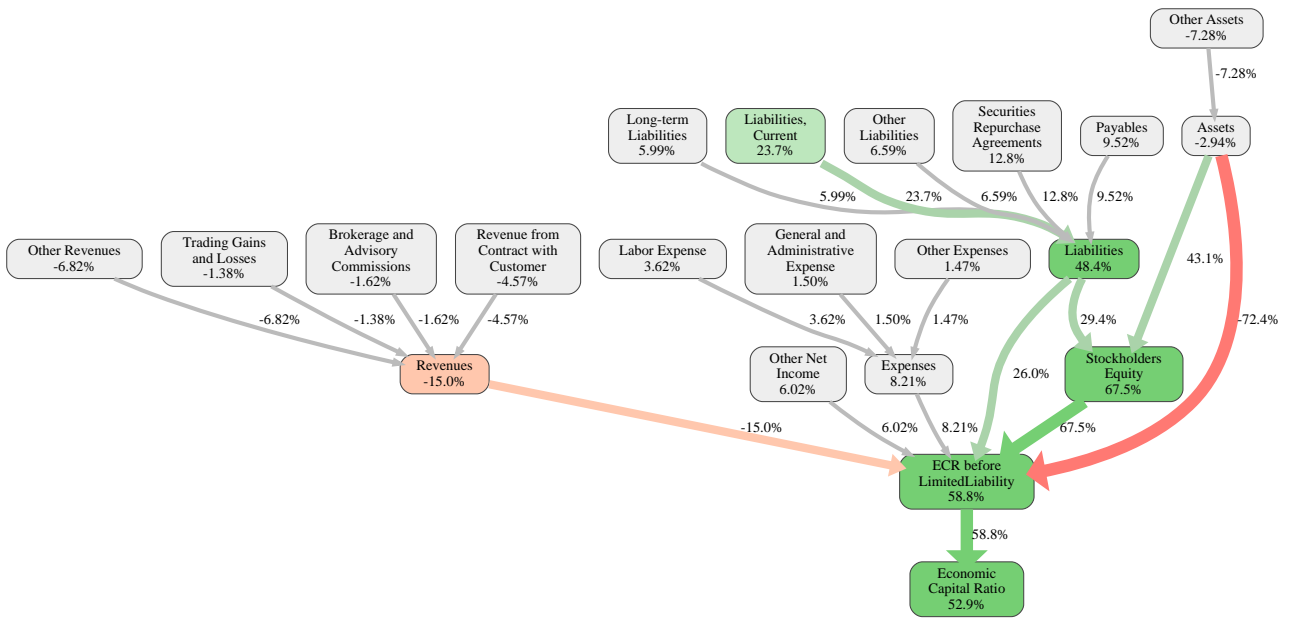 Other Assets
-7.28%
-7.28%
Long-term
Liabilities
5.99%
Liabilities,
Current
23.7%
Other
Liabilities
6.59%
Securities
Repurchase
Agreements
12.8%
Payables
9.52%
Assets
-2.94%
5.99%
23.7%
6.59%
12.8%
9.52%
Other Revenues
-6.82%
Trading Gains
and Losses
-1.38%
Brokerage and
Advisory
Commissions
-1.62%
Revenue from
Contract with
Customer
-4.57%
Labor Expense
3.62%
General and
Administrative
Expense
1.50%
Other Expenses
1.47%
Liabilities
48.4%
43.1%
-6.82%
-1.38%
-1.62%
-4.57%
3.62%
1.50%
1.47%
29.4%
-72.4%
Revenues
-15.0%
Other Net
Income
6.02%
Expenses
8.21%
26.0%
Stockholders
Equity
67.5%
-15.0%
6.02%
8.21%
67.5%
ECR before
LimitedLiability
58.8%
58.8%
Economic
Capital Ratio
52.9%